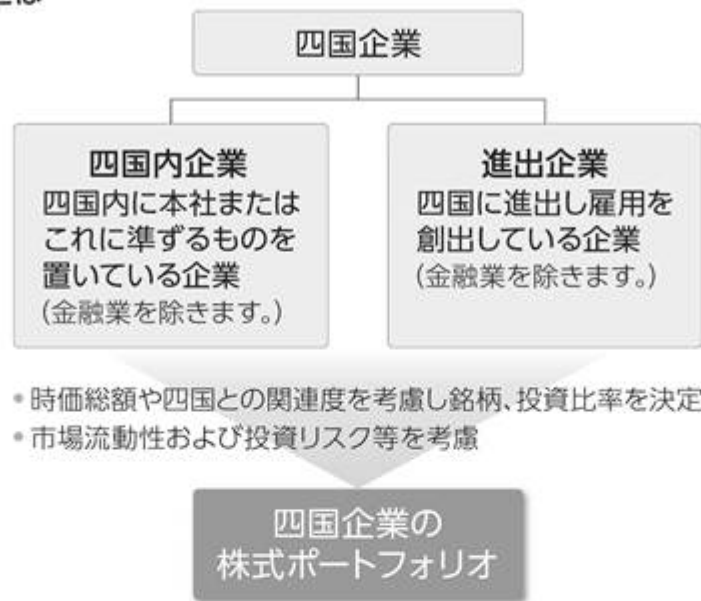 四国企業
四国内企業
四国内に本社または
これに準ずるものを
置いている企業
(金融業を除きます。)
進出企業
四国に進出し雇用を
創出している企業
(金融業を除きます。)
• 時価総額や四国との関連度を考慮し銘柄、投資比率を決定
• 市場流動性および投資リスク等を考慮
四国企業の
株式ポートフォリオ